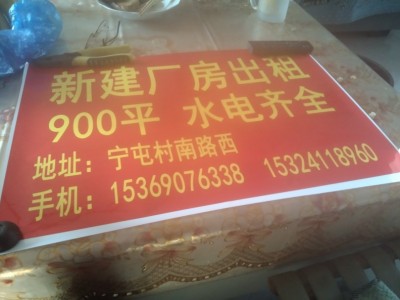 新建厂房出租
900平 水电齐全
地址：宁屯村南路西
手机：15369076338 15324118960